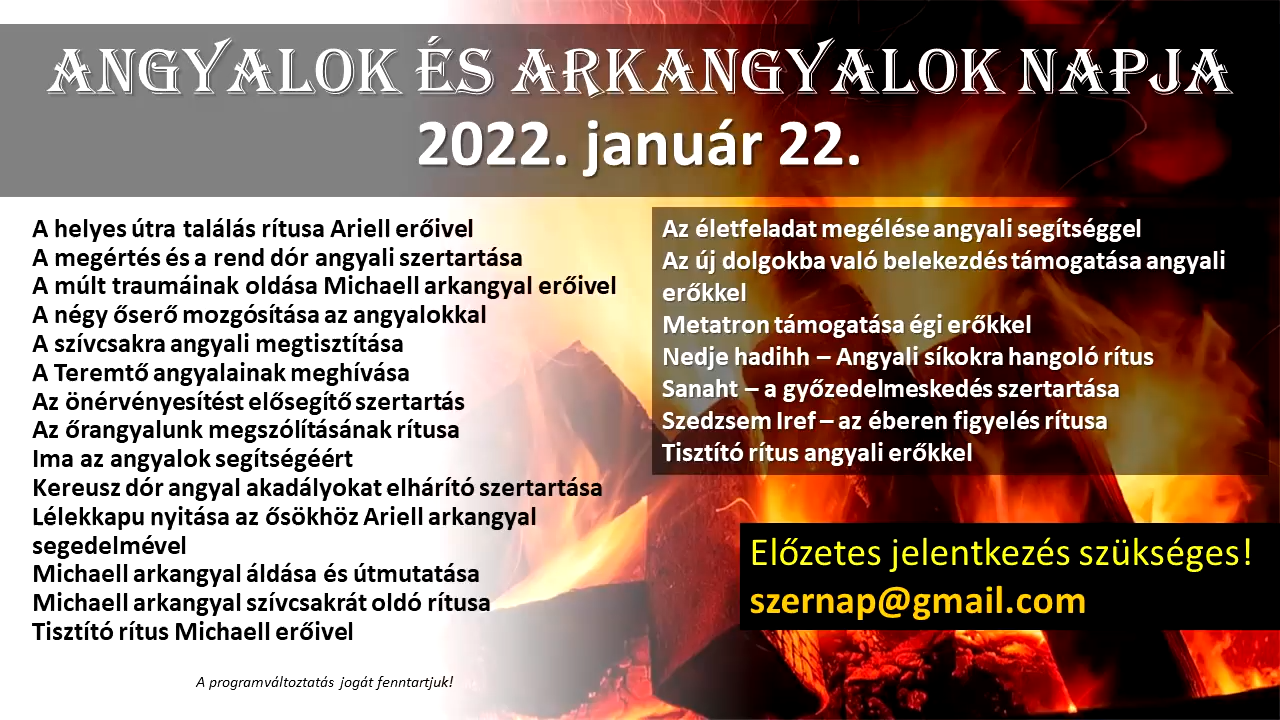 ANGYALOK ÉS ARKANGYALOK NAPJA
2022. január 22.
A helyes útra találás rítusa Ariell erőivel
A megértés és a rend dór angyali szertartása
A múlt traumáinak oldása Michaell arkangyal erőivel
A négy őserő mozgósítása az angyalokkal
A szívcsakra angyali megtisztítása
A Teremtő angyalainak meghívása
Az önérvényesítést elősegítő szertartás
Az őrangyalunk megszólításának rítusa
Ima az angyalok segítségéért
Kereusz dór angyal akadályokat elhárító szertartása
Lélekkapu nyitása az ősökhöz Ariell arkangyal
segedelmével
Michaell arkangyal áldása és útmutatása
Michaell arkangyal szívcsakrát oldó rítusa
Tisztító rítus Michaell erőivel
A programváltoztatás jogát fenntartjuk!
Az életfeladat megélése angyali segítséggel
Az új dolgokba való belekezdés támogatása angyali
erőkkel
Metatron támogatása égi erőkkel
Nedje hadihh – Angyali síkokra hangoló rítus
Sanaht – a győzedelmeskedés szertartása
Szedzsem Iref – az éberen figyelés rítusa
Tisztító rítus angyali erőkkel
Előzetes jelentkezés szükséges!
szernap@gmail.com